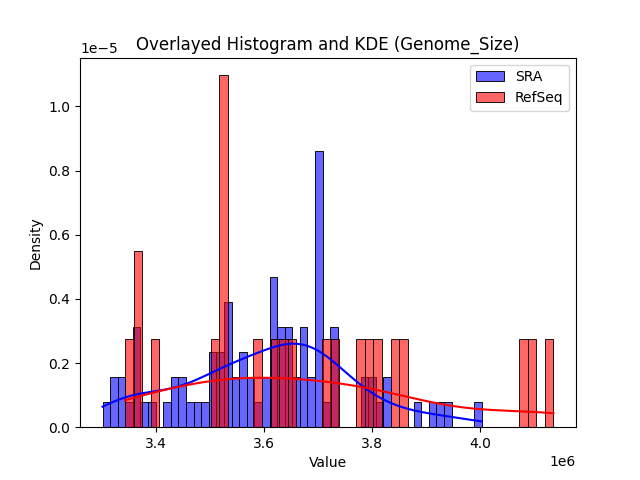 Overlayed Histogram and KDE (Genome_Size)
1e−5
SRA
RefSeq
1.0
0.8
0.6
0.4
0.2
0.0
Density
3.4 3.6 3.8 4.0
Value
1e6